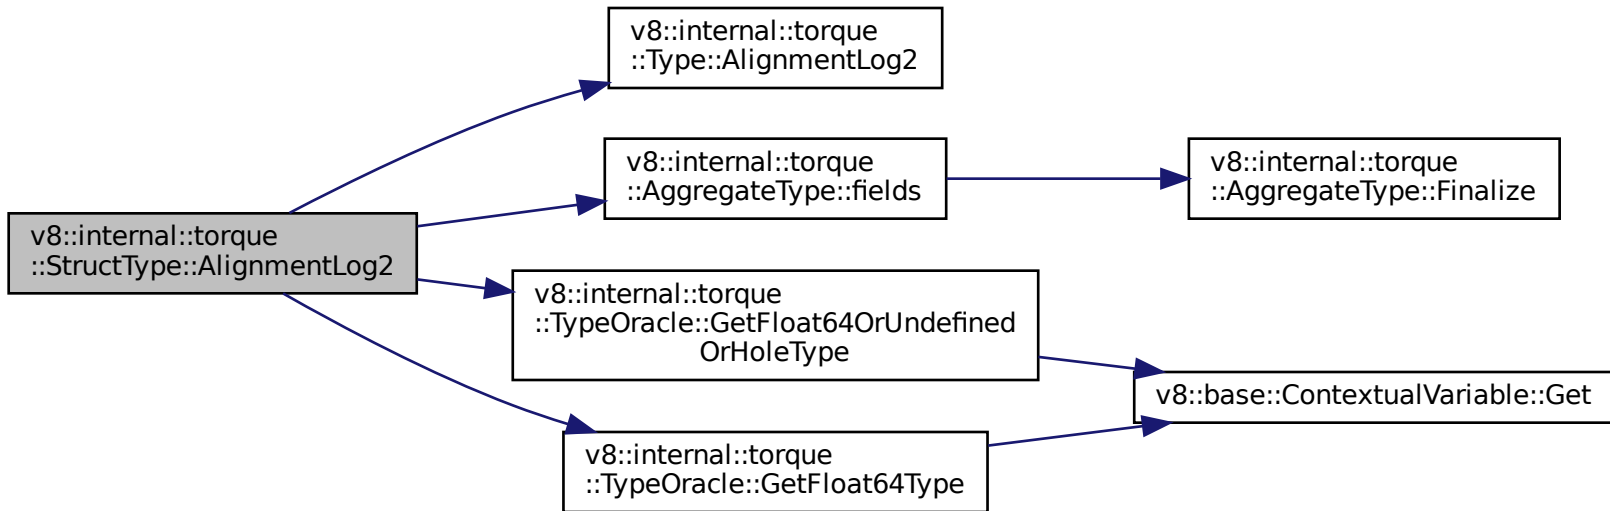 v8::internal::torque
::Type::AlignmentLog2
v8::internal::torque
::AggregateType::fields
v8::internal::torque
::AggregateType::Finalize
v8::internal::torque
::StructType::AlignmentLog2
v8::internal::torque
::TypeOracle::GetFloat64OrUndefined
OrHoleType
v8::base::ContextualVariable::Get
v8::internal::torque
::TypeOracle::GetFloat64Type